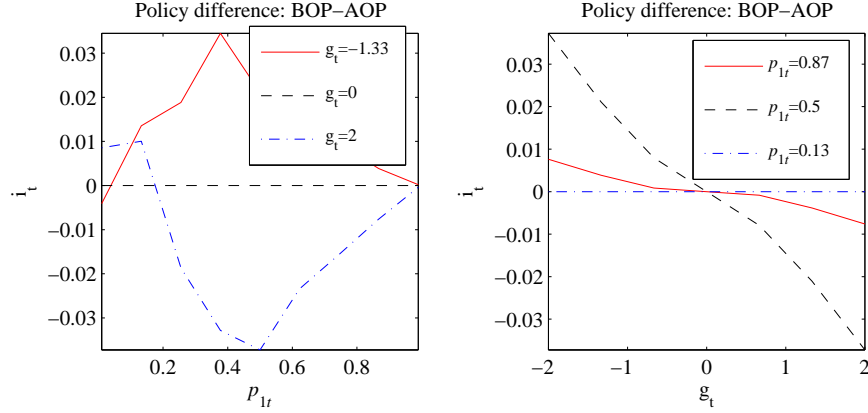 Policy difference: BOP−AOP
0.03
0.02
0.01
0
−0.01
−0.02
−0.03
i_t
g_t=−1.33
g_t=0
g_t=2
0.2 0.4 0.6 0.8
p_1t
Policy difference: BOP−AOP
0.03
0.02
0.01
0
−0.01
−0.02
−0.03
i_t
p_1t=0.87
p_1t=0.5
p_1t=0.13
−2 −1 0 1 2
g_t